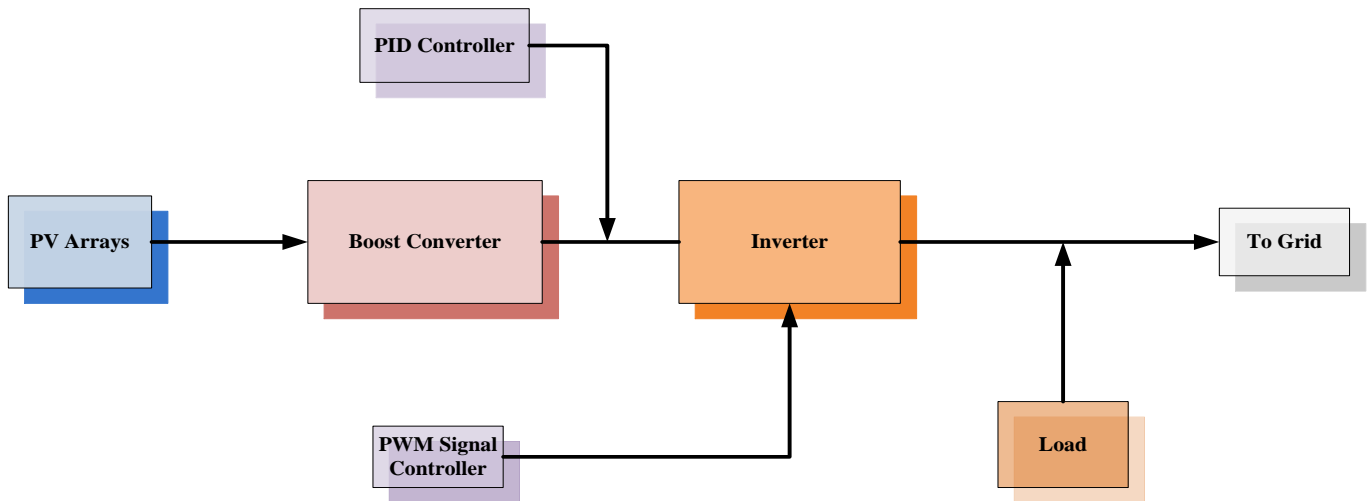 PID Controller
PV Arrays
Boost Converter
Inverter
To Grid
PWM Signal
Controller
Load